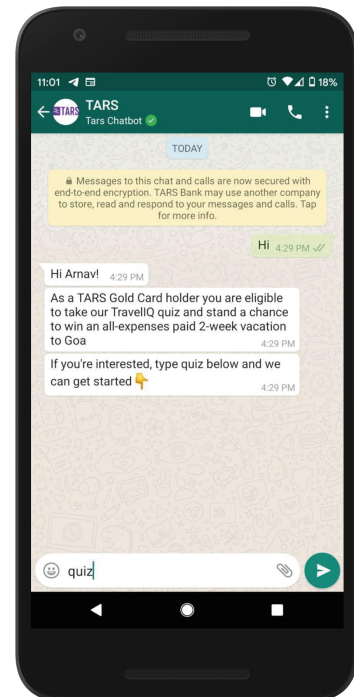 11:01 18%
TARS TARS
Tars Chatbot
TODAY
Messages to this chat and calls are now secured with
end-to-end encryption. TARS Bank may use another company
to store, read and respond to your messages and calls. Tap
for more info.
Hi 4:29 PM
Hi Arnav! 4:29 PM
As a TARS Gold Card holder you are eligible
to take our TravelIQ quiz and stand a chance
to win an all-expenses paid 2-week vacation
to Goa 4:29 PM
If you're interested, type quiz below and we
can get started 👇 4:29 PM
quiz